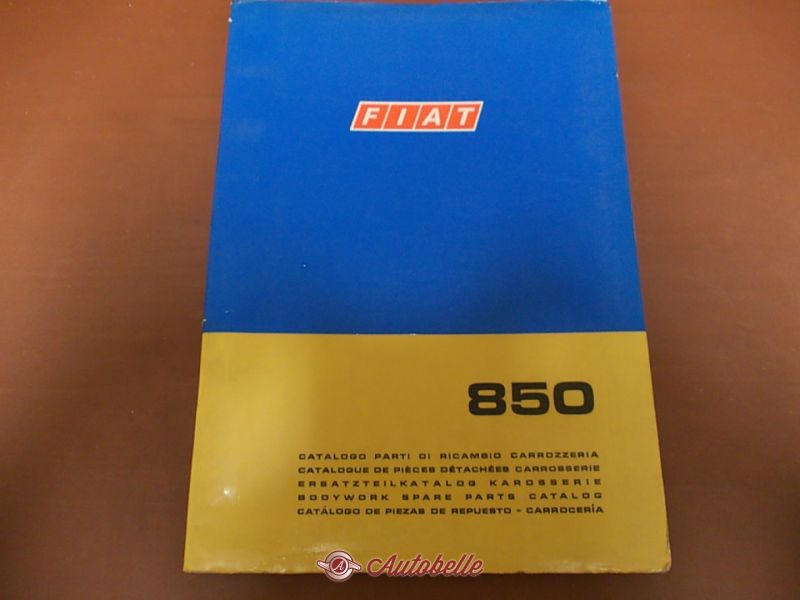 FIAT
850
CATALOGO PARTI DI RICAMBIO CARROZZERIA
CATALOGUE DE PIÈCES DÉTACHÉES CARROSSERIE
ERSATZTEILKATALOG KAROSSERIE
BODYWORK SPARE PARTS CATALOG
CATÁLOGO DE PIEZAS DE REPUESTO - CARROCERÍA
A Autobelle